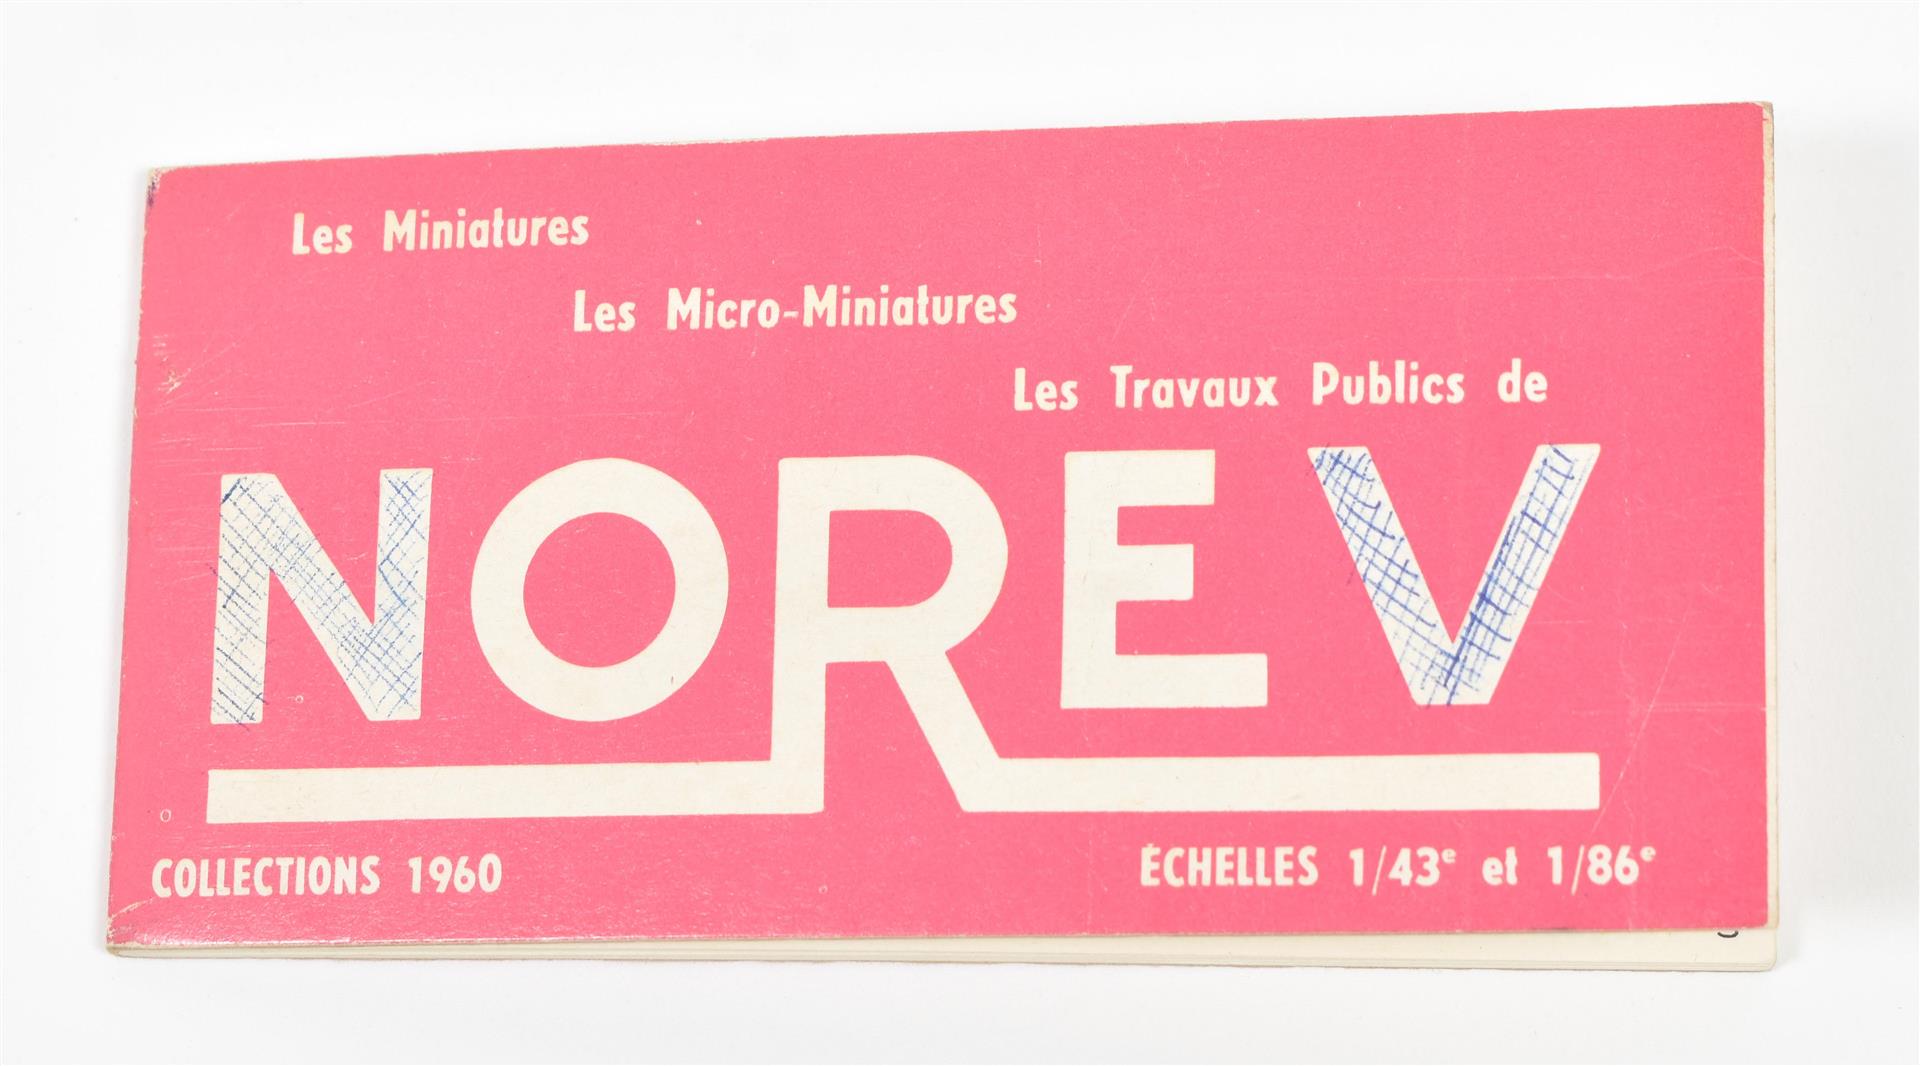 Les Miniatures
Les Micro-Miniatures
Les Travaux Publics de
NOREV
COLLECTIONS 1960
ÉCHELLES 1/43e et 1/86e